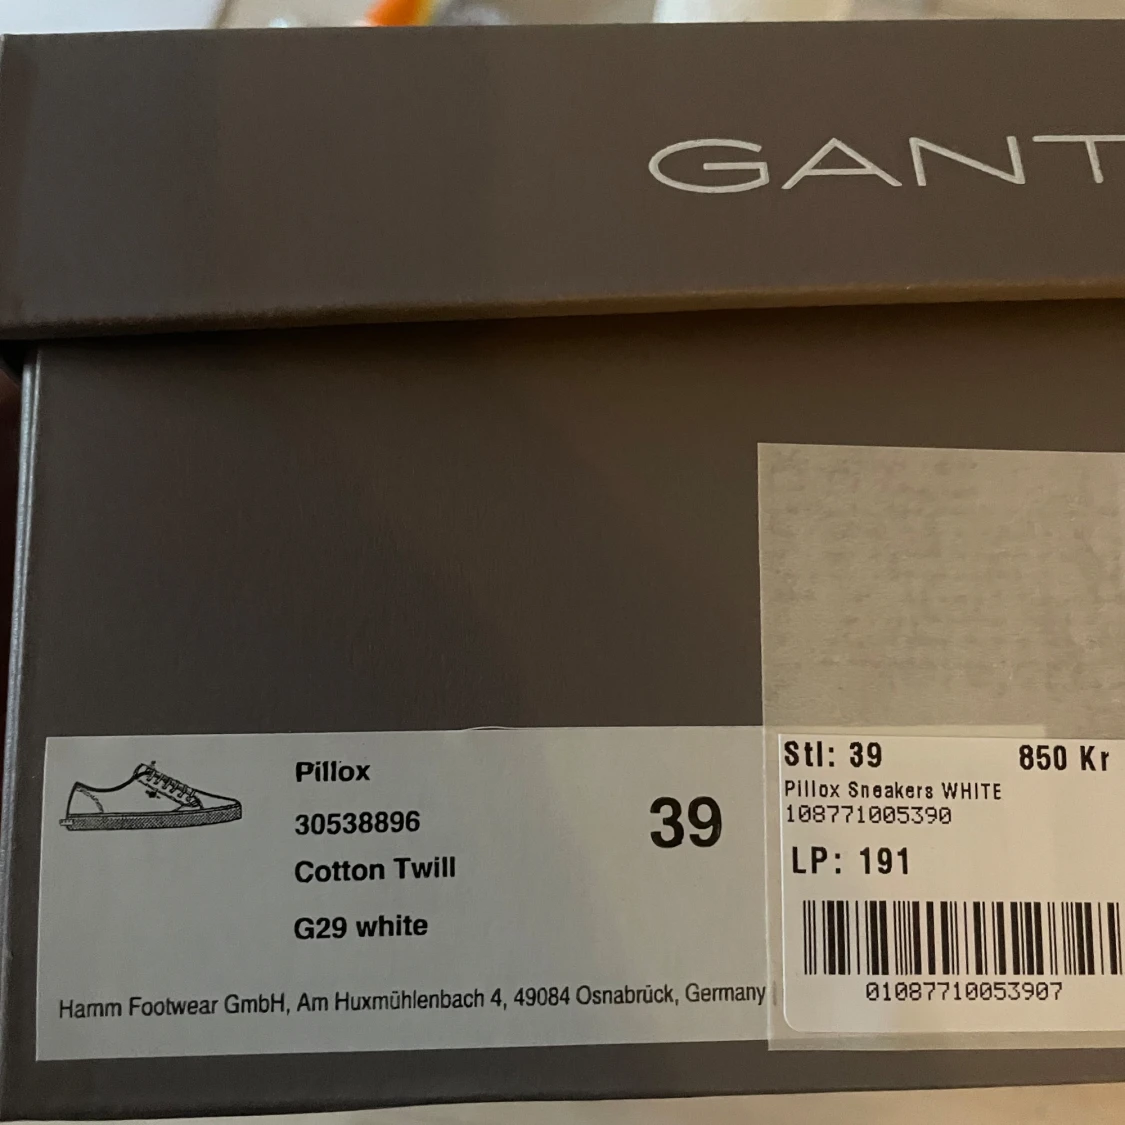 GANT
Pillox
30538896
Cotton Twill
G29 white
39
Hamm Footwear GmbH, Am Huxmühlenbach 4, 49084 Osnabrück, Germany
Stl: 39 850 Kr
Pillox Sneakers WHITE
108771005390
LP: 191
01087710053907